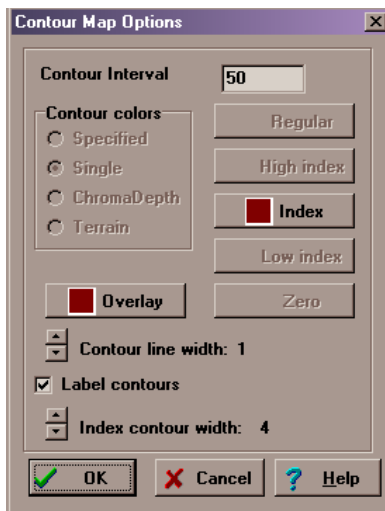 Contour Map Options
Contour Interval 50
Contour colors
Regular
Specified
Single
High index
ChromaDepth
Index
Terrain
Low index
Overlay
Zero
Contour line width: 1
Label contours
Index contour width: 4
OK Cancel Help